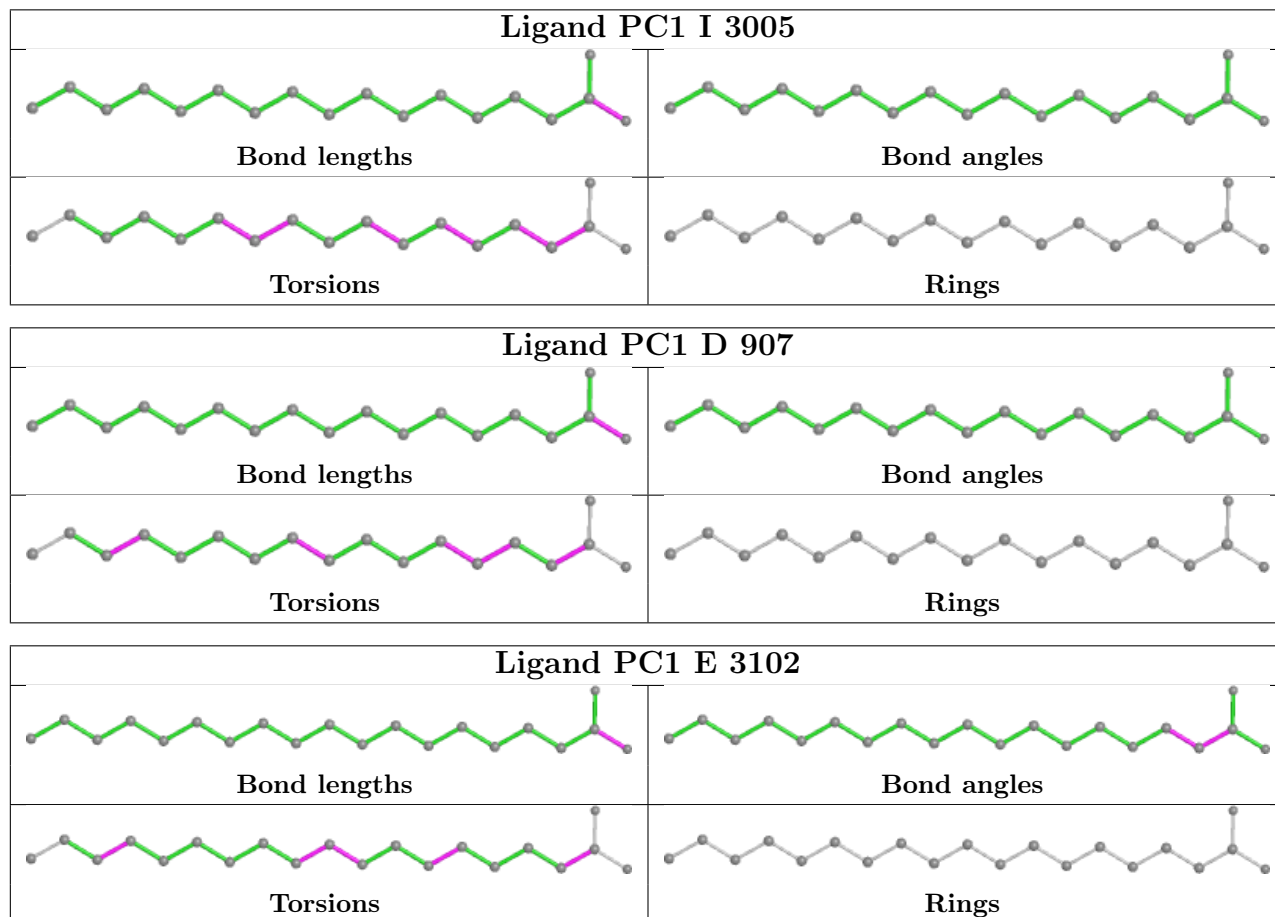 Ligand PC1 I 3005
Bond lengths
Bond angles
Torsions
Rings
Ligand PC1 D 907
Bond lengths
Bond angles
Torsions
Rings
Ligand PC1 E 3102
Bond lengths
Bond angles
Torsions
Rings